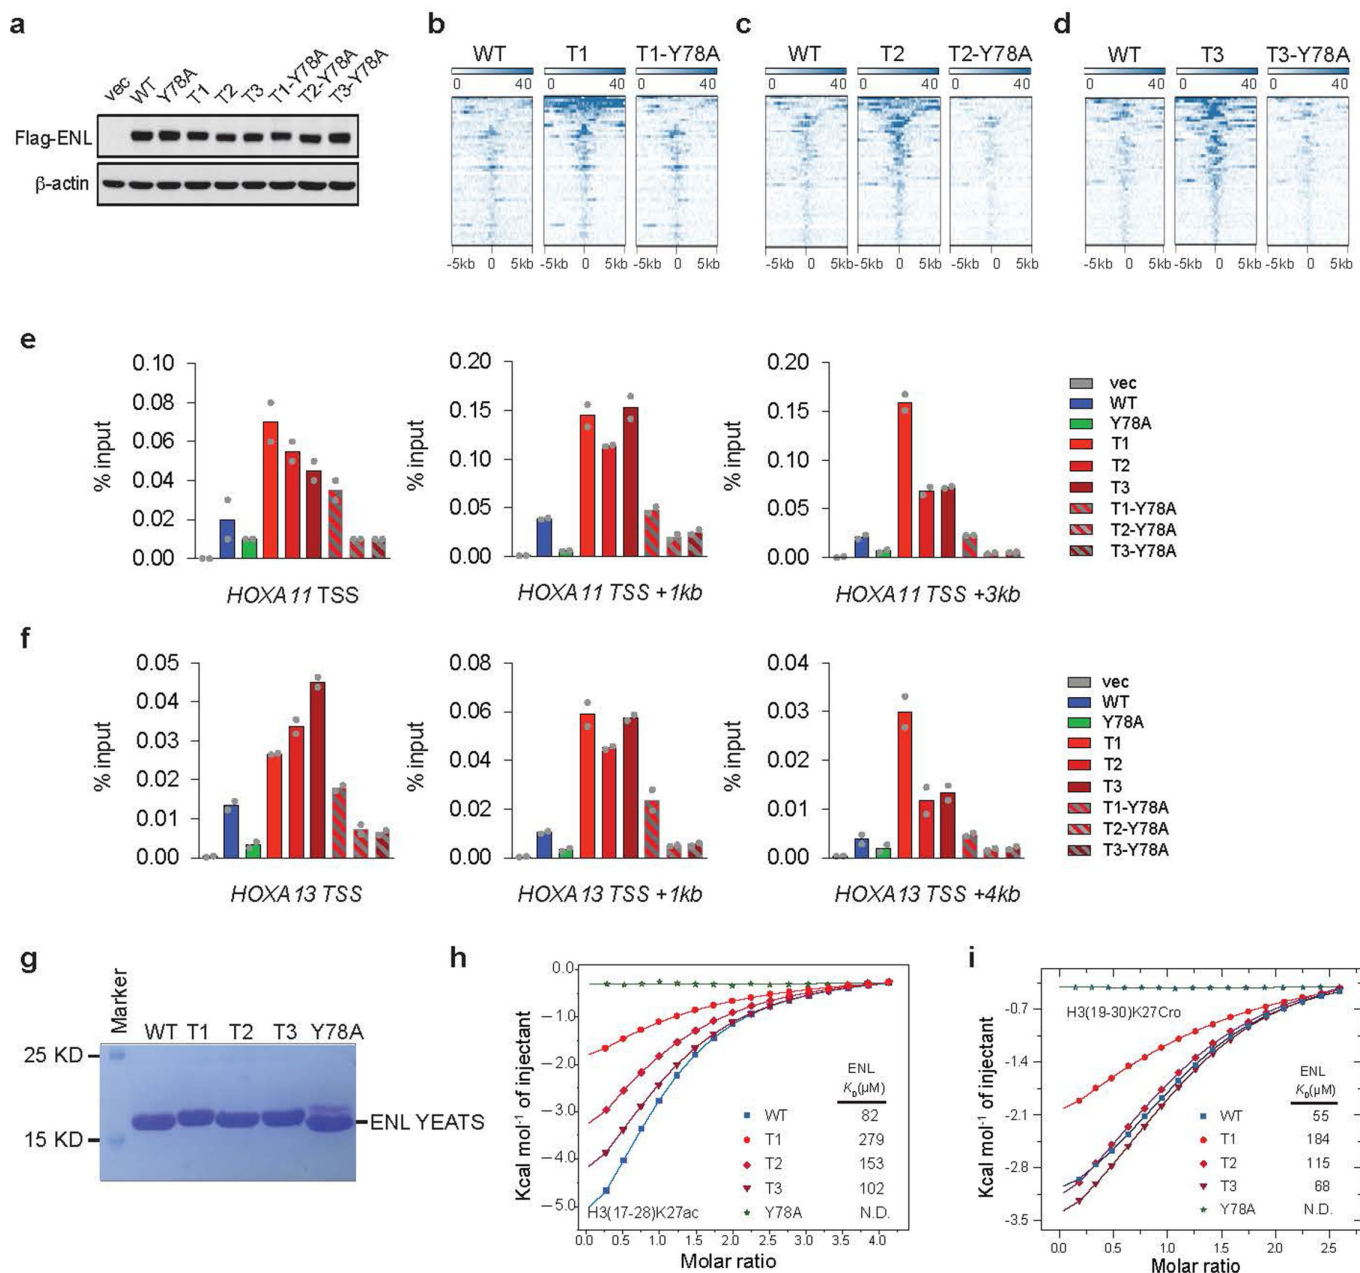 a
vec WT Y78A T1 T2 T3 T1-Y78A T2-Y78A T3-Y78A
Flag-ENL
β-actin
b
WT T1 T1-Y78A
0 40 0 40 0 40
-5kb 0 5kb -5kb 0 5kb -5kb 0 5kb
c
WT T2 T2-Y78A
0 40 0 40 0 40
-5kb 0 5kb -5kb 0 5kb -5kb 0 5kb
d
WT T3 T3-Y78A
0 40 0 40 0 40
-5kb 0 5kb -5kb 0 5kb -5kb 0 5kb
e
% input
0.10
0.08
0.06
0.04
0.02
0.00
HOXA11 TSS
% input
0.20
0.15
0.10
0.05
0.00
HOXA11 TSS +1kb
% input
0.20
0.15
0.20
0.05
0.00
HOXA11 TSS +3kb
vec
WT
Y78A
T1
T2
T3
T1-Y78A
T2-Y78A
T3-Y78A
f
% input
0.05
0.04
0.03
0.02
0.01
0.00
HOXA13 TSS
% input
0.08
0.06
0.04
0.02
0.00
HOXA13 TSS +1kb
% input
0.04
0.03
0.02
0.01
0.00
HOXA13 TSS +4kb
vec
WT
Y78A
T1
T2
T3
T1-Y78A
T2-Y78A
T3-Y78A
g
Marker WT T1 T2 T3 Y78A
25 KD
15 KD
ENL YEATS
h
Kcal mol⁻¹ of injectant
0.0
-1.0
-2.0
-3.0
-4.0
-5.0
ENL
K_D(µM)
WT 82
T1 279
T2 153
T3 102
Y78A N.D.
H3(17-28)K27ac
0.0 0.5 1.0 1.5 2.0 2.5 3.0 3.5 4.0
Molar ratio
i
Kcal mol⁻¹ of injectant
-0.7
-1.4
-2.1
-2.8
-3.5
H3(19-30)K27Cro
ENL
K_D(µM)
WT 55
T1 184
T2 115
T3 68
Y78A N.D.
0.0 0.5 1.0 1.5 2.0 2.5
Molar ratio